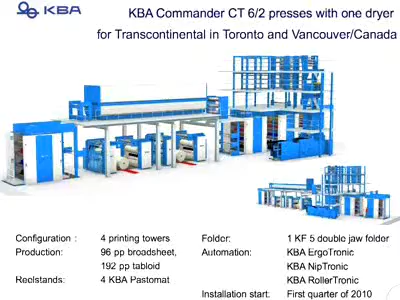 KBA
KBA Commander CT 6/2 presses with one dryer
for Transcontinental in Toronto and Vancouver/Canada
Configuration : 4 printing towers
Production: 96 pp broadsheet,
192 pp tabloid
Reelstands: 4 KBA Pastomat
Folder: 1 KF 5 double jaw folder
Automation: KBA ErgoTronic
KBA NipTronic
KBA RollerTronic
Installation start: First quarter of 2010